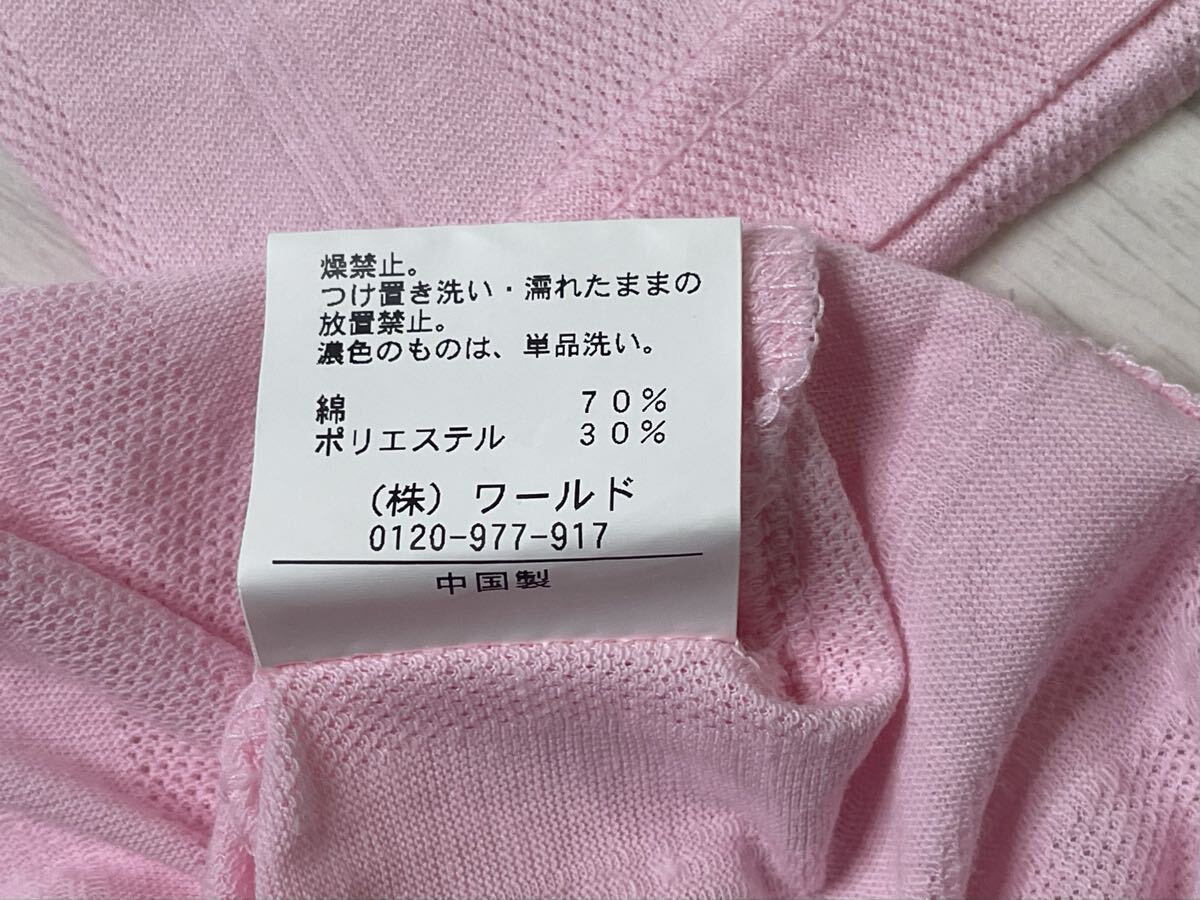 燥禁止。
つけ置き洗い・濡れたままの
放置禁止。
濃色のものは、単品洗い。
綿 70%
ポリエステル 30%
(株) ワールド
0120-977-917
中国製